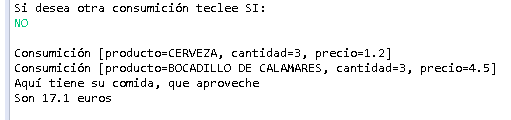 Si desea otra consumición teclee SI:
NO
Consumición [producto=CERVEZA, cantidad=3, precio=1.2]
Consumición [producto=BOCADILLO DE CALAMARES, cantidad=3, precio=4.5]
Aquí tiene su comida, que aproveche
Son 17.1 euros